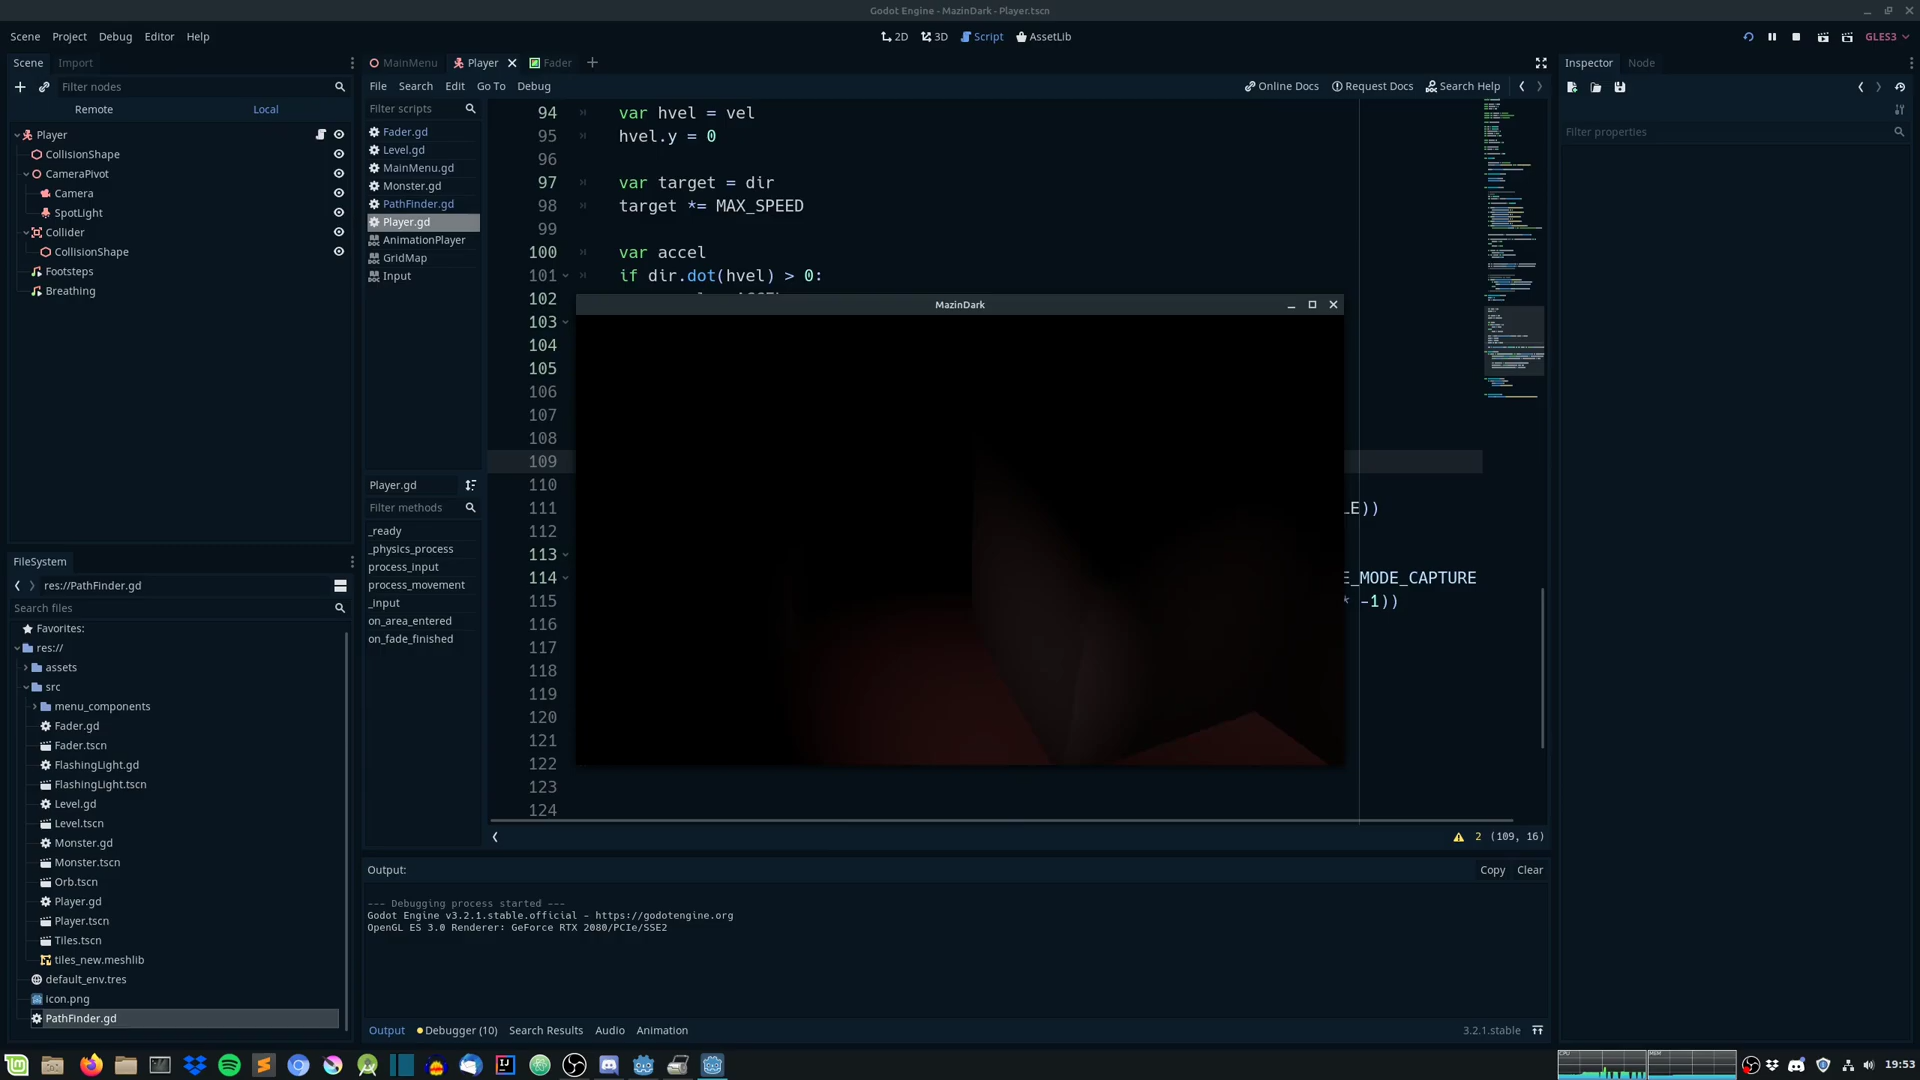 Godot Engine - MazinDark - Player.tscn
Scene Project Debug Editor Help
2D 3D Script AssetLib
GLES3
Scene Import
Filter nodes
Remote Local
Player
CollisionShape
CameraPivot
Camera
SpotLight
Collider
CollisionShape
Footsteps
Breathing
FileSystem
res://PathFinder.gd
Search files
Favorites:
res://
assets
src
menu_components
Fader.gd
Fader.tscn
FlashingLight.gd
FlashingLight.tscn
Level.gd
Level.tscn
Monster.gd
Monster.tscn
Orb.tscn
Player.gd
Player.tscn
Tiles.tscn
tiles_new.meshlib
default_env.tres
icon.png
PathFinder.gd
MainMenu Player Fader
File Search Edit Go To Debug
Online Docs Request Docs Search Help
Filter scripts
Fader.gd
Level.gd
MainMenu.gd
Monster.gd
PathFinder.gd
Player.gd
AnimationPlayer
GridMap
Input
Player.gd
Filter methods
_ready
_physics_process
process_input
process_movement
_input
on_area_entered
on_fade_finished
94 var hvel = vel
95 hvel.y = 0
96
97 var target = dir
98 target *= MAX_SPEED
99
100 var accel
101 if dir.dot(hvel) > 0:
102
103
104
105
106
107
108
109
110
111 LE))
112
113
114 E_MODE_CAPTURE
115 * -1))
116
117
118
119
120
121
122
123
124
MazinDark
2 (109, 16)
Output:
Copy Clear
--- Debugging process started ---
Godot Engine v3.2.1.stable.official - https://godotengine.org
OpenGL ES 3.0 Renderer: GeForce RTX 2080/PCIe/SSE2
Output Debugger (10) Search Results Audio Animation
3.2.1.stable
Inspector Node
Filter properties
CPU
MEM
19:53